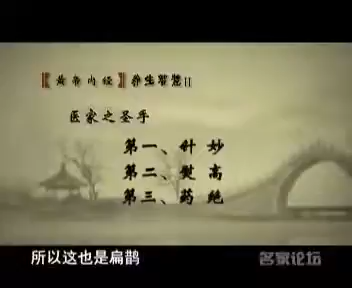 【黄帝内经】养生智慧II
医家之圣手
第一、针 妙
第二、熨 高
第三、药 绝
所以这也是扁鹊
名家论坛